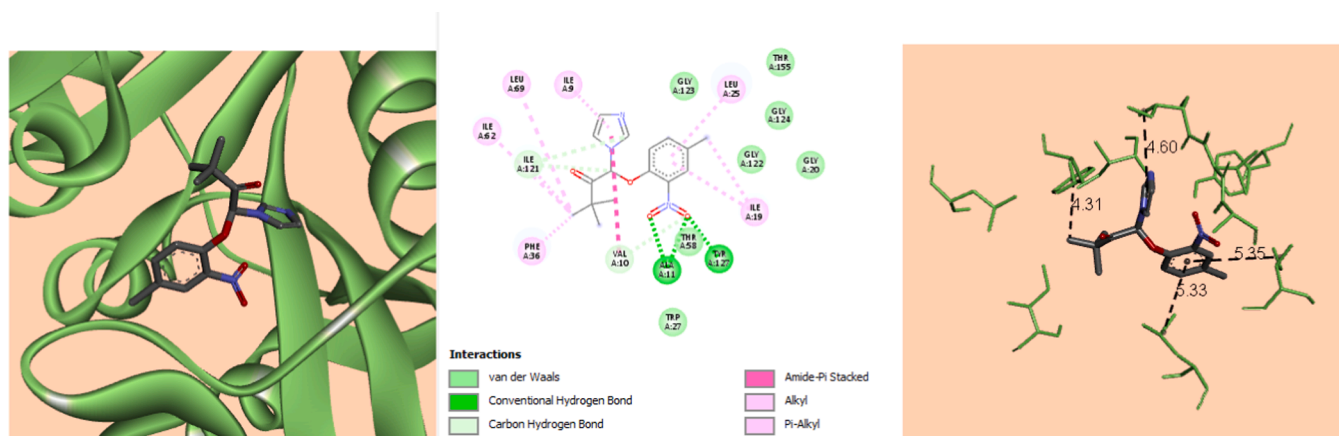 THR
A:155
LEU
A:69
ILE
A:9
GLY
A:123
LEU
A:25
GLY
A:124
ILE
A:62
ILE
A:121
GLY
A:122
GLY
A:20
ILE
A:19
PHE
A:36
VAL
A:10
THR
A:58
ALA
A:11
TYR
A:127
TRP
A:27
N
N
O
O
N
O
O
Interactions
van der Waals
Conventional Hydrogen Bond
Carbon Hydrogen Bond
Amide-Pi Stacked
Alkyl
Pi-Alkyl
4.60
4.31
5.35
5.33